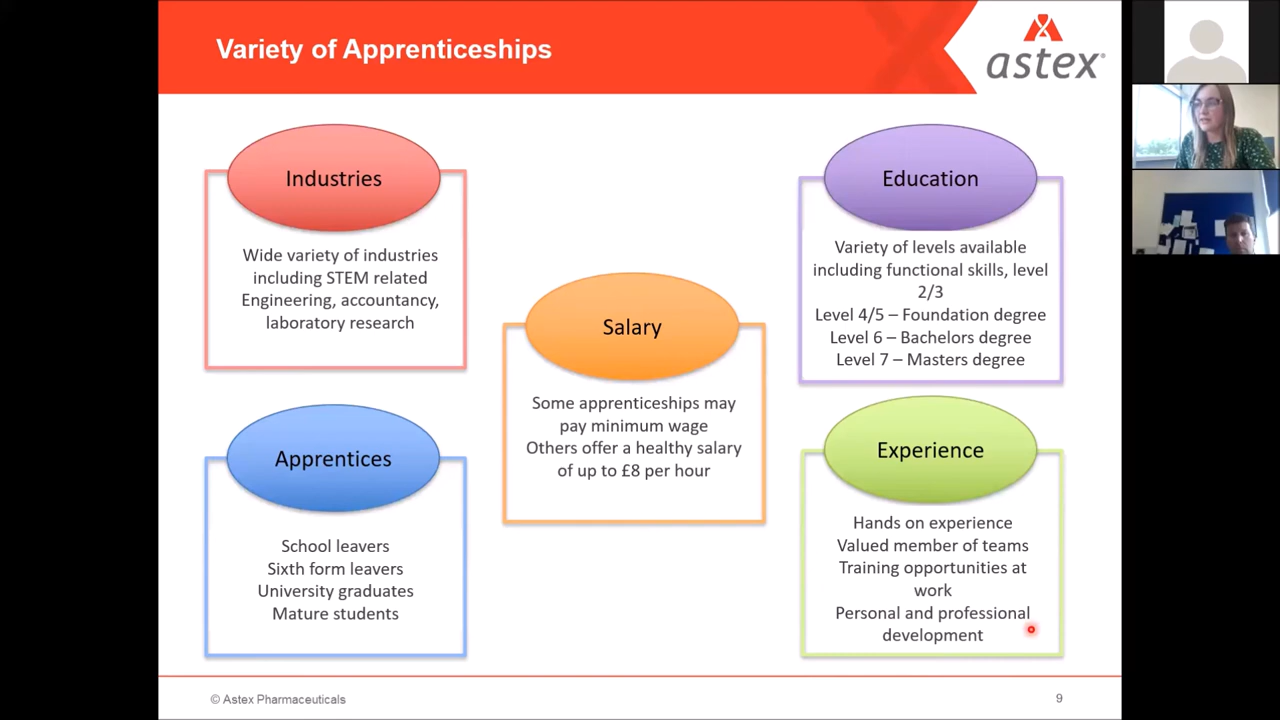 Variety of Apprenticeships
astex
Industries
Wide variety of industries
including STEM related
Engineering, accountancy,
laboratory research
Apprentices
School leavers
Sixth form leavers
University graduates
Mature students
Salary
Some apprenticeships may
pay minimum wage
Others offer a healthy salary
of up to £8 per hour
Education
Variety of levels available
including functional skills, level
2/3
Level 4/5 – Foundation degree
Level 6 – Bachelors degree
Level 7 – Masters degree
Experience
Hands on experience
Valued member of teams
Training opportunities at
work
Personal and professional
development
© Astex Pharmaceuticals
9